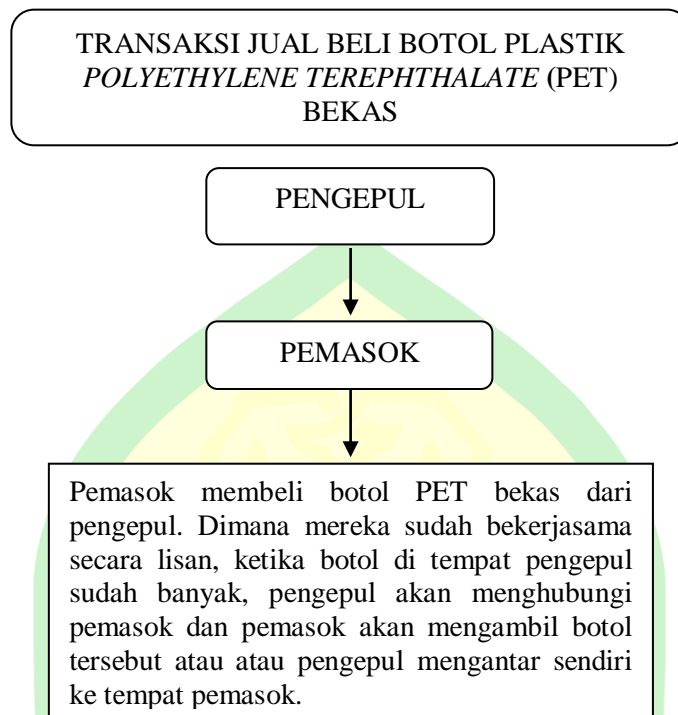 TRANSAKSI JUAL BELI BOTOL PLASTIK
POLYETHYLENE TEREPHTHALATE (PET)
BEKAS
PENGEPUL
PEMASOK
Pemasok membeli botol PET bekas dari
pengepul. Dimana mereka sudah bekerjasama
secara lisan, ketika botol di tempat pengepul
sudah banyak, pengepul akan menghubungi
pemasok dan pemasok akan mengambil botol
tersebut atau atau pengepul mengantar sendiri
ke tempat pemasok.